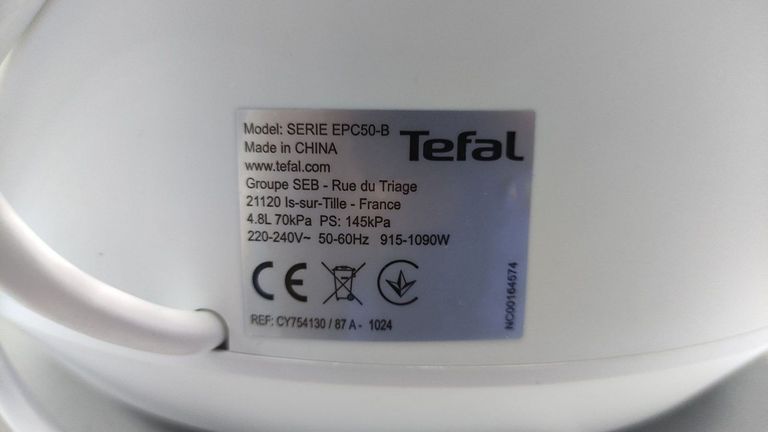 Model: SERIE EPC50-B
Tefal
Made in CHINA
www.tefal.com
Groupe SEB - Rue du Triage
21120 Is-sur-Tille - France
4.8L 70kPa PS: 145kPa
220-240V~ 50-60Hz 915-1090W
CE
REF: CY754130 / 87 A - 1024
NC00164574